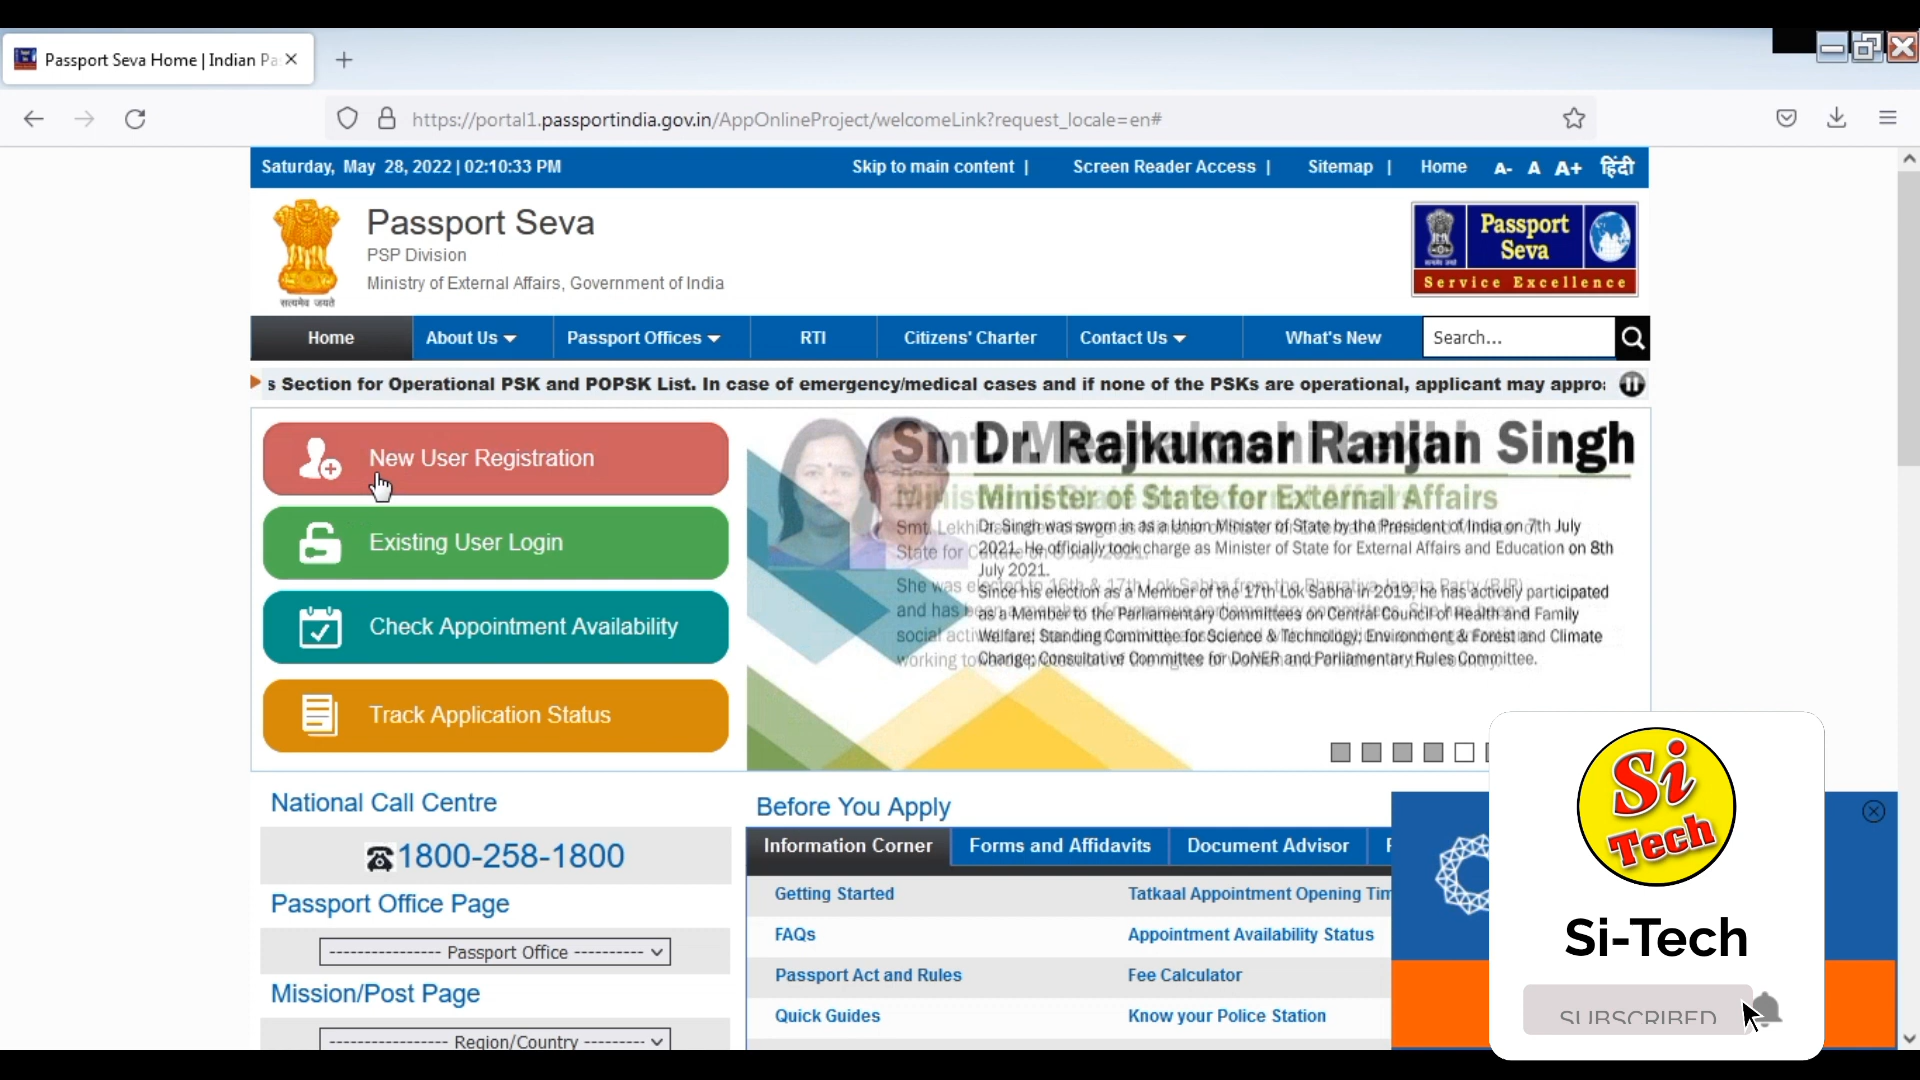 Passport Seva Home | Indian Pa
https://portal1.passportindia.gov.in/AppOnlineProject/welcomeLink?request_locale=en#
Saturday, May 28, 2022 | 02:10:33 PM
Skip to main content |
Screen Reader Access |
Sitemap |
Home
A- A A+ हिंदी
Passport Seva
PSP Division
Ministry of External Affairs, Government of India
सत्यमेव जयते
Passport
Seva
Service Excellence
Home
About Us
Passport Offices
RTI
Citizens' Charter
Contact Us
What's New
Search...
s Section for Operational PSK and POPSK List. In case of emergency/medical cases and if none of the PSKs are operational, applicant may appro
New User Registration
Existing User Login
Check Appointment Availability
Track Application Status
Dr. Rajkumar Ranjan Singh
Minister of State for External Affairs
Dr. Singh was sworn in as a Union Minister of State by the President of India on 7th July
2021. He officially took charge as Minister of State for External Affairs and Education on 8th
July 2021.
Since his election as a Member of the 17th Lok Sabha in 2019, he has actively participated
as a Member to the Parliamentary Committees on Central Council of Health and Family
Welfare; Standing Committee for Science & Technology; Environment & Forest and Climate
Change; Consultative Committee for DoNER and Parliamentary Rules Committee.
National Call Centre
1800-258-1800
Passport Office Page
----------------- Passport Office ----------
Mission/Post Page
----------------- Region/Country ---------
Before You Apply
Information Corner
Forms and Affidavits
Document Advisor
Getting Started
Tatkaal Appointment Opening Tim
FAQs
Appointment Availability Status
Passport Act and Rules
Fee Calculator
Quick Guides
Know your Police Station
Si
Tech
Si-Tech
SUBSCRIBED